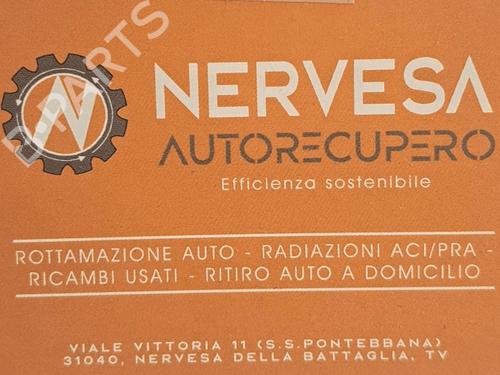 B-PARTS
N
NERVESA
AUTORECUPERO
Efficienza sostenibile
ROTTAMAZIONE AUTO - RADIAZIONI ACI/PRA -
RICAMBI USATI - RITIRO AUTO A DOMICILIO
VIALE VITTORIA 11 (S.S.PONTEBBANA)
31040, NERVESA DELLA BATTAGLIA, TV